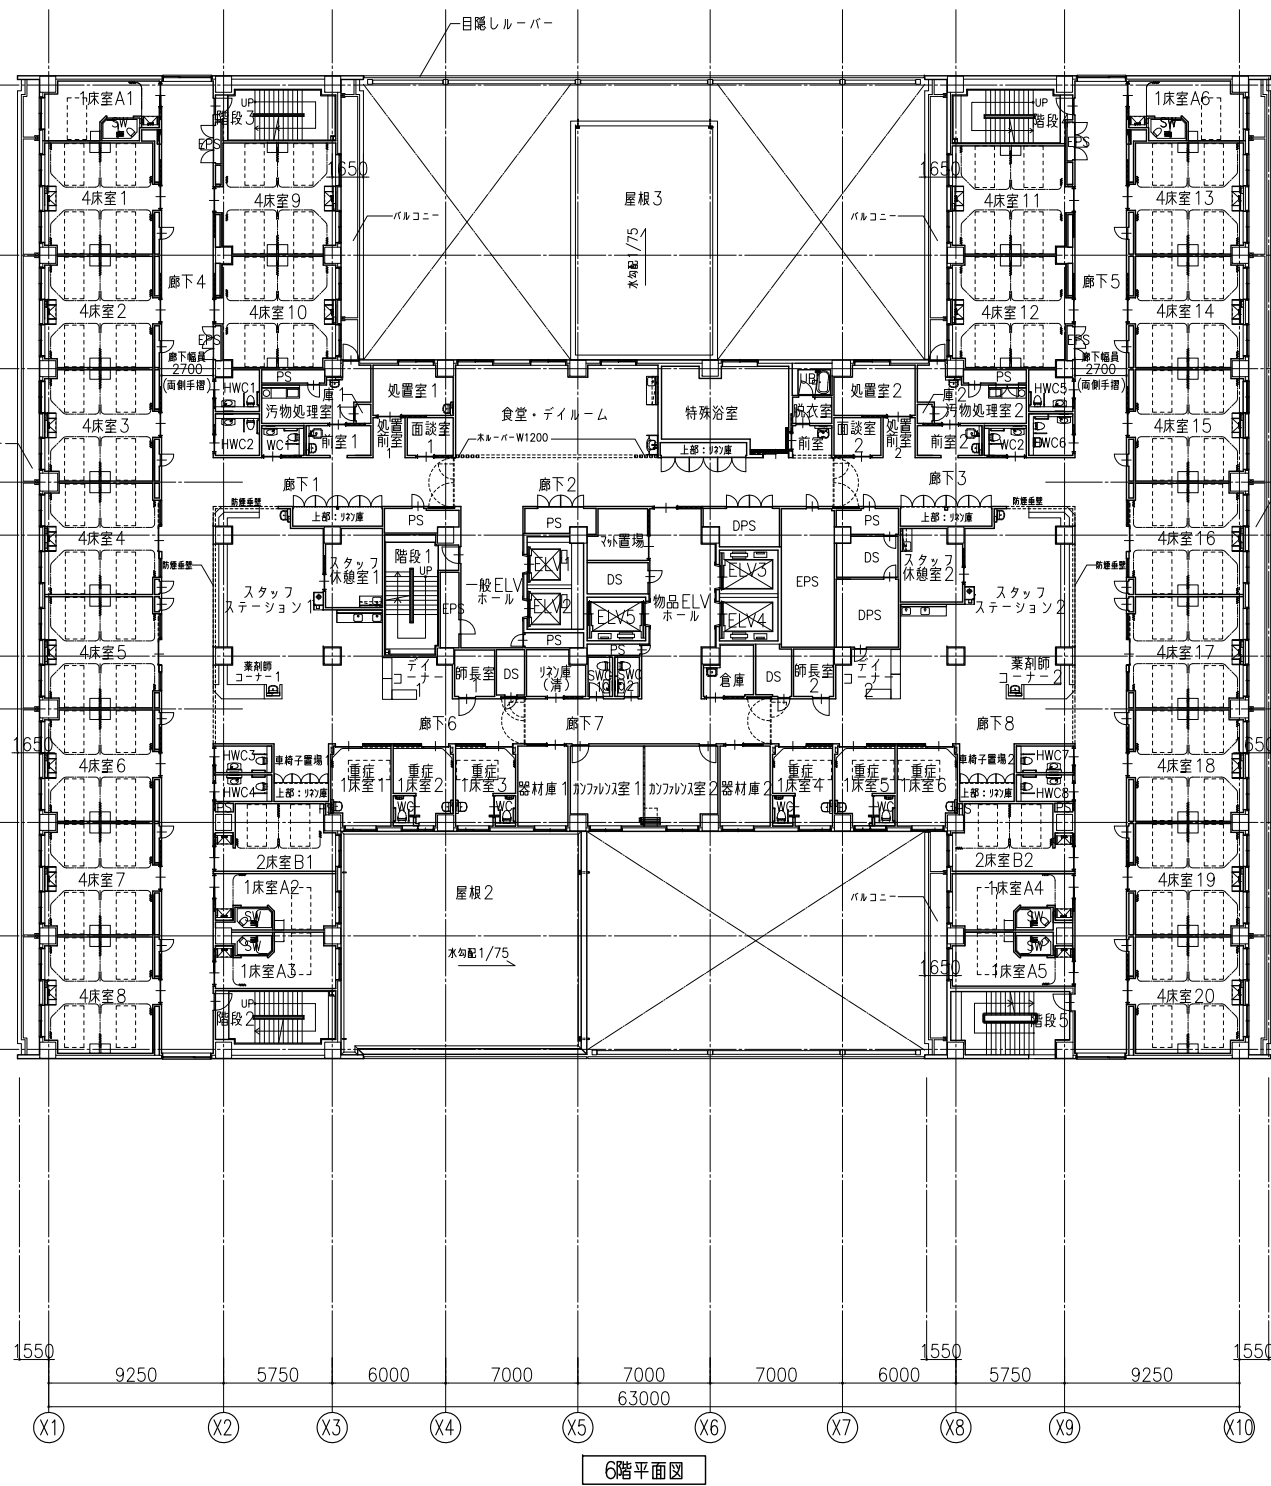 目隠しルーバー
1床室A1
SW
階段3
UP
EPS
1650
屋根3
水勾配1/75
バルコニー
バルコニー
1650
UP
階段4
EPS
1床室A6
SW
4床室1
4床室9
4床室11
4床室13
廊下4
廊下5
4床室2
4床室10
4床室12
4床室14
EPS
廊下幅員
2700
(両側手摺)
廊下幅員
2700
(両側手摺)
HWC1
PS
庫1
汚物処理室1
処置室1
食堂・デイルーム
特殊浴室
UB
脱衣室
処置室2
庫2
PS
汚物処理室2
HWC5
4床室3
HWC2
WC1
前室1
処置
前室1
面談室
1
木ルーバーW1200
上部:リネン庫
前室
面談室
2
処置
前室2
前室2
WC2
HWC6
4床室15
廊下1
廊下2
廊下3
防煙垂壁
上部:リネン庫
PS
PS
DPS
PS
上部:リネン庫
防煙垂壁
4床室4
4床室16
防煙垂壁
スタッフ
休憩室1
階段1
UP
ELV1
マット置場
ELV3
EPS
DS
スタッフ
休憩室2
防煙垂壁
スタッフ
ステーション1
一般ELV
ホール
EPS
ELV2
DS
ELV5
物品ELV
ホール
ELV4
DPS
スタッフ
ステーション2
4床室5
4床室17
PS
PS
薬剤師
コーナー1
デイ
コーナー
1
師長室
1
DS
リネン庫
(清)
SWC
1
SWC
2
倉庫
DS
師長室
2
デイ
コーナー
2
薬剤師
コーナー2
廊下6
廊下7
廊下8
1650
4床室6
HWC3
HWC4
車椅子置場1
上部:リネン庫
重症
1床室1
重症
1床室2
WC
重症
1床室3
WC
器材庫1
カンファレンス室1
カンファレンス室2
器材庫2
重症
1床室4
WC
重症
1床室5
WC
重症
1床室6
車椅子置場2
上部:リネン庫
HWC7
HWC8
4床室18
1650
PS
PS
PS
PS
2床室B1
2床室B2
4床室7
1床室A2
SW
屋根2
バルコニー
1床室A4
SW
4床室19
SW
1床室A3
水勾配1/75
1650
SW
1床室A5
4床室8
UP
階段2
階段5
4床室20
1550
1550
1550
9250
5750
6000
7000
7000
7000
6000
5750
9250
63000
X1
X2
X3
X4
X5
X6
X7
X8
X9
X10
6階平面図